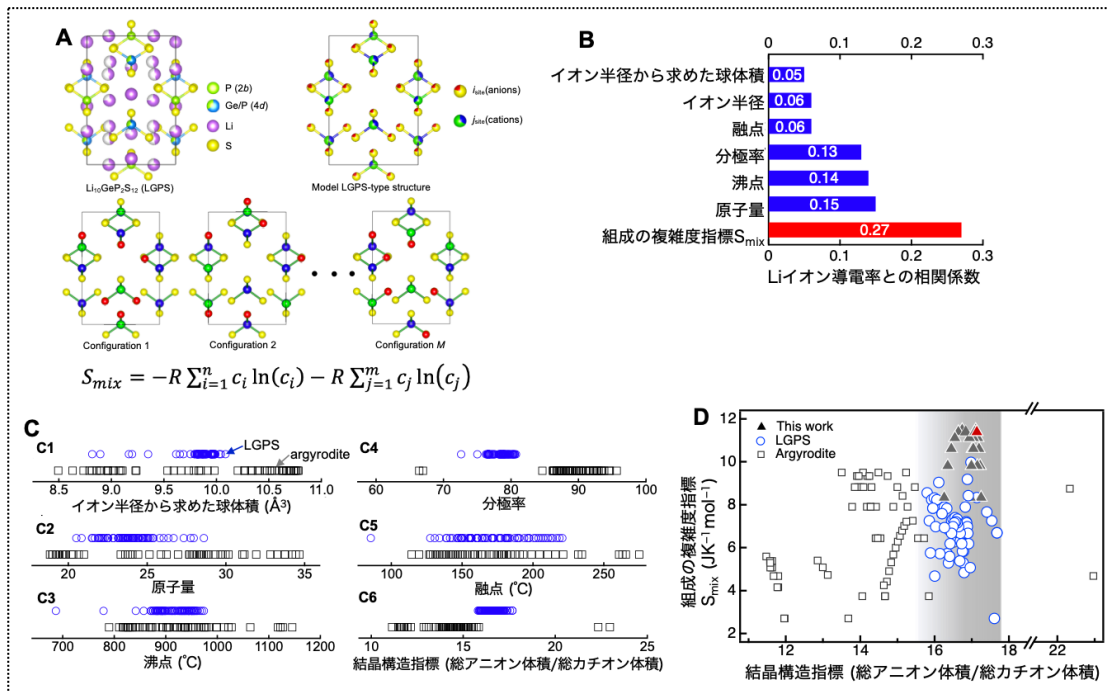 A
P (2b)
Ge/P (4d)
Li
S
Li10GeP2S12 (LGPS)
isite(anions)
jsite(cations)
Model LGPS-type structure
Configuration 1
Configuration 2
• • •
Configuration M
Smix = −R ∑ⁿᵢ₌₁ cᵢ ln(cᵢ) − R ∑ᵐⱼ₌₁ cⱼ ln(cⱼ)
B
0 0.1 0.2 0.3
イオン半径から求めた球体積 0.05
イオン半径 0.06
融点 0.06
分極率 0.13
沸点 0.14
原子量 0.15
組成の複雑度指標Smix 0.27
0 0.1 0.2 0.3
Liイオン導電率との相関係数
C
C1
LGPS
argyrodite
8.5 9.0 9.5 10.0 10.5 11.0
イオン半径から求めた球体積 (Å³)
C2
20 25 30 35
原子量
C3
700 800 900 1000 1100 1200
沸点 (℃)
C4
60 70 80 90 100
分極率
C5
100 150 200 250
融点 (℃)
C6
10 15 20 25
結晶構造指標 (総アニオン体積/総カチオン体積)
D
12
10
8
6
4
2
組成の複雑度指標
Smix (JK⁻¹mol⁻¹)
This work
LGPS
Argyrodite
12 14 16 18 22
結晶構造指標 (総アニオン体積/総カチオン体積)